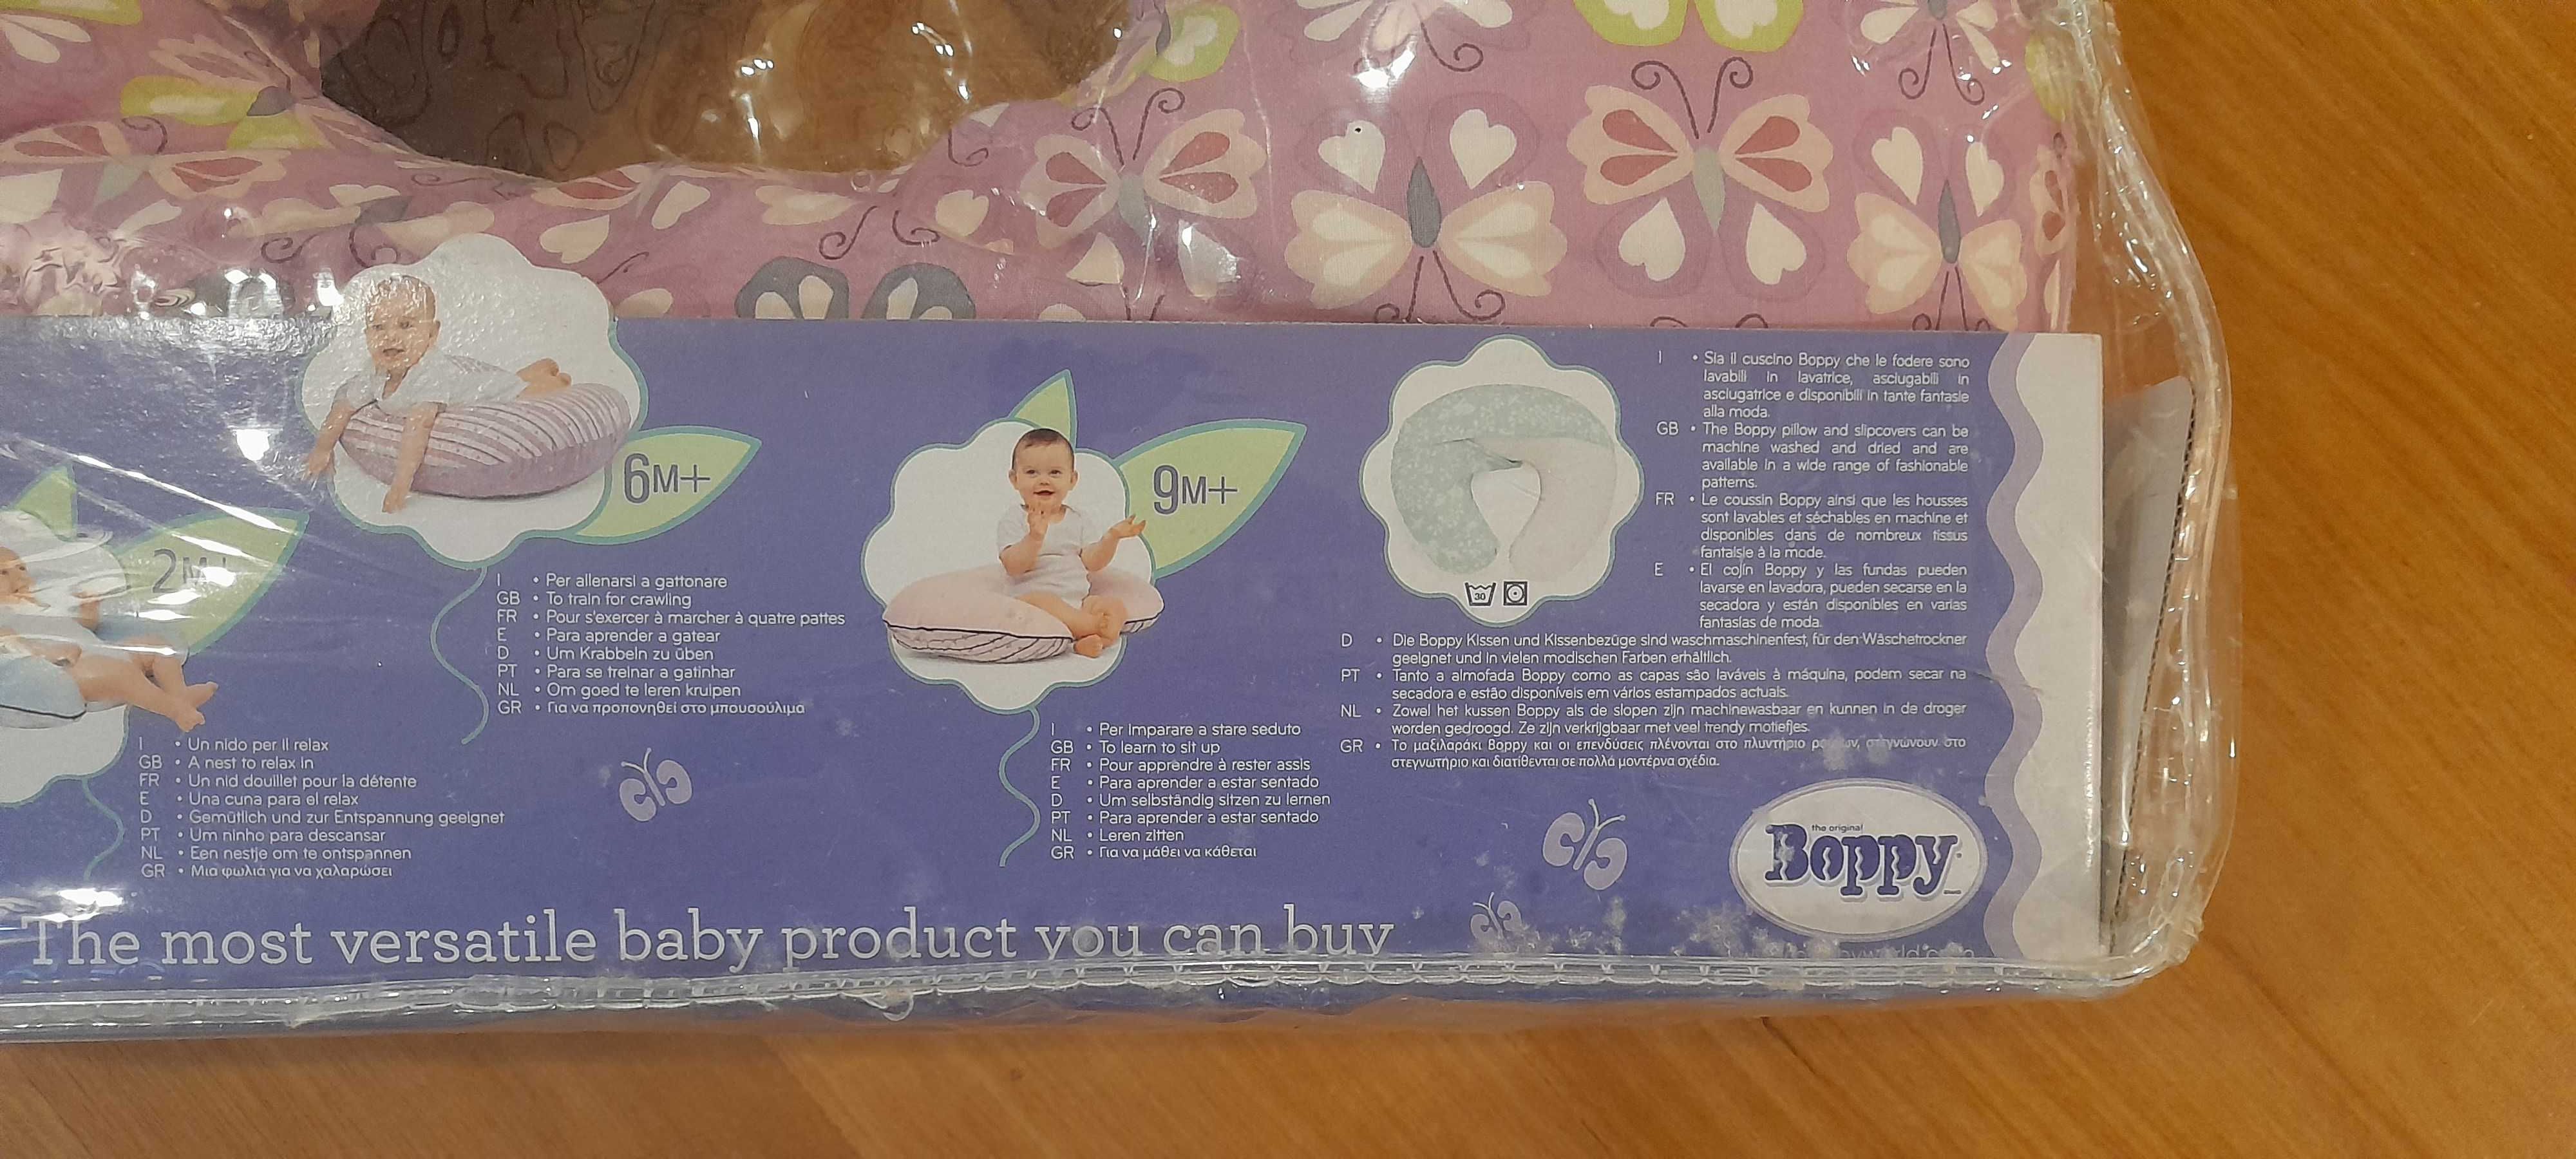 2M+
I • Un nido per il relax
GB • A nest to relax in
FR • Un nid douillet pour la détente
E • Una cuna para el relax
D • Gemütlich und zur Entspannung geeignet
PT • Um ninho para descansar
NL • Een nestje om te ontspannen
GR • Μια φωλιά για να χαλαρώσει
6M+
I • Per allenarsi a gattonare
GB • To train for crawling
FR • Pour s'exercer à marcher à quatre pattes
E • Para aprender a gatear
D • Um Krabbeln zu üben
PT • Para se treinar a gatinhar
NL • Om goed te leren kruipen
GR • Για να προπονηθεί στο μπουσούλιμα
9M+
I • Per imparare a stare seduto
GB • To learn to sit up
FR • Pour apprendre à rester assis
E • Para aprender a estar sentado
D • Um selbständig sitzen zu lernen
PT • Para aprender a estar sentado
NL • Leren zitten
GR • Για να μάθει να κάθεται
30
I • Sia il cuscino Boppy che le fodere sono
lavabili in lavatrice, asciugabili in
asciugatrice e disponibili in tante fantasie
alla moda.
GB • The Boppy pillow and slipcovers can be
machine washed and dried and are
available in a wide range of fashionable
patterns.
FR • Le coussin Boppy ainsi que les housses
sont lavables et séchables en machine et
disponibles dans de nombreux tissus
fantaisie à la mode.
E • El cojín Boppy y las fundas pueden
lavarse en lavadora, pueden secarse en la
secadora y están disponibles en varias
fantasías de moda.
D • Die Boppy Kissen und Kissenbezüge sind waschmaschinenfest, für den Wäschetrockner
geeignet und in vielen modischen Farben erhältlich.
PT • Tanto a almofada Boppy como as capas são laváveis à máquina, podem secar na
secadora e estão disponíveis em vários estampados actuais.
NL • Zowel het kussen Boppy als de slopen zijn machinewasbaar en kunnen in de droger
worden gedroogd. Ze zijn verkrijgbaar met veel trendy motiefjes.
GR • Το μαξιλαράκι Boppy και οι επενδύσεις πλένονται στο πλυντήριο στεγνώνουν στο
στεγνωτήριο και διατίθενται σε πολλά μοντέρνα σχέδια.
the original
Boppy
The most versatile baby product you can buy